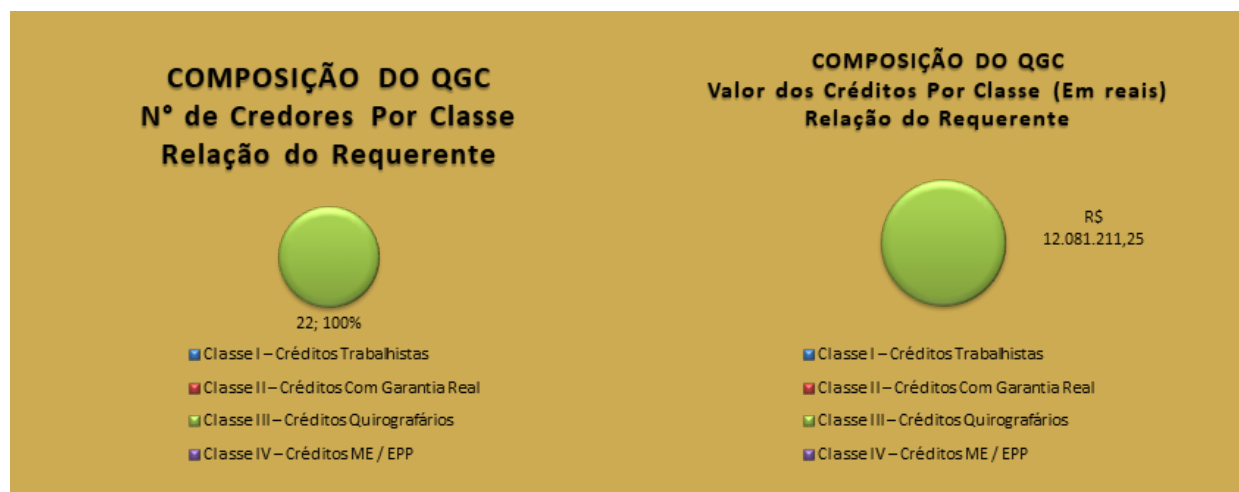 COMPOSIÇÃO DO QGC
N° de Credores Por Classe
Relação do Requerente
22; 100%
Classe I – Créditos Trabalhistas
Classe II – Créditos Com Garantia Real
Classe III – Créditos Quirografários
Classe IV – Créditos ME / EPP
COMPOSIÇÃO DO QGC
Valor dos Créditos Por Classe (Em reais)
Relação do Requerente
R$
12.081.211,25
Classe I – Créditos Trabalhistas
Classe II – Créditos Com Garantia Real
Classe III – Créditos Quirografários
Classe IV – Créditos ME / EPP